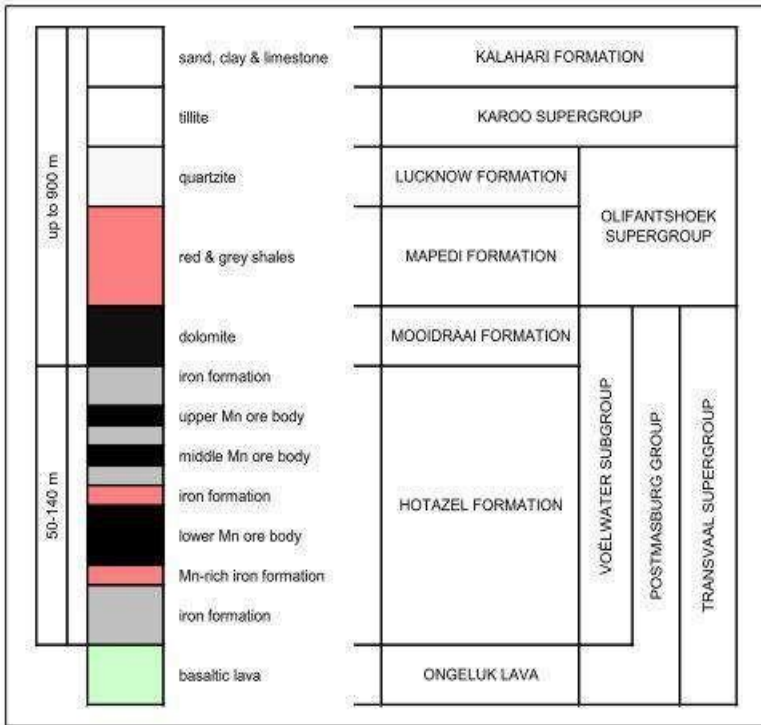 sand, clay & limestone
KALAHARI FORMATION
tillite
KAROO SUPERGROUP
up to 900 m
quartzite
LUCKNOW FORMATION
OLIFANTSHOEK
SUPERGROUP
red & grey shales
MAPEDI FORMATION
dolomite
MOOIDRAAI FORMATION
iron formation
upper Mn ore body
middle Mn ore body
50-140 m
iron formation
HOTAZEL FORMATION
VOËLWATER SUBGROUP
POSTMASBURG GROUP
TRANSVAAL SUPERGROUP
lower Mn ore body
Mn-rich iron formation
iron formation
basaltic lava
ONGELUK LAVA